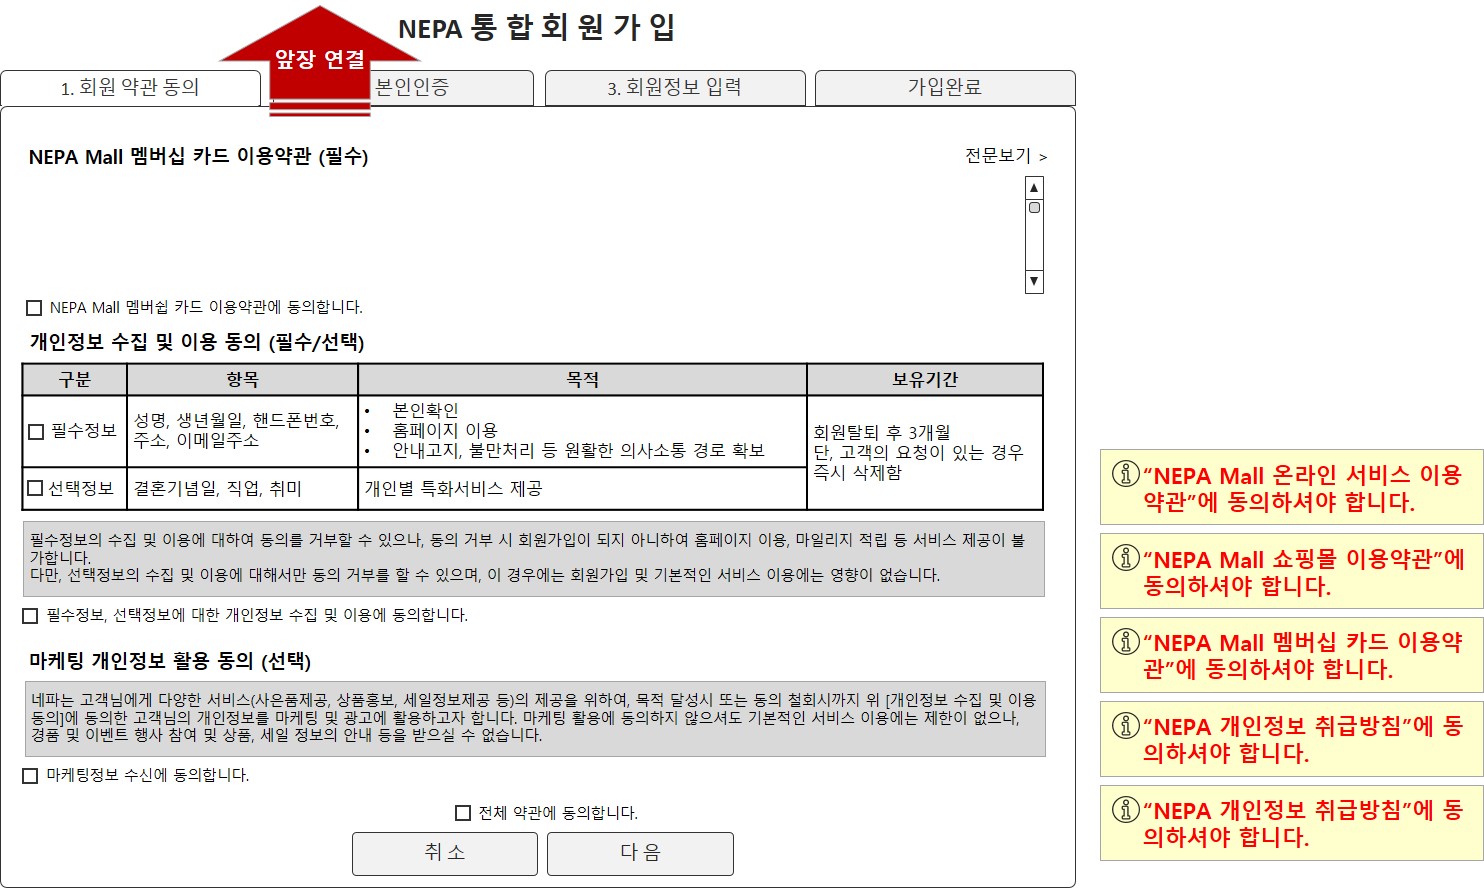 NEPA 통 합 회 원 가 입
앞장 연결
1. 회원 약관 동의
본인인증
3. 회원정보 입력
가입완료
NEPA Mall 멤버십 카드 이용약관 (필수)
전문보기 >
NEPA Mall 멤버쉽 카드 이용약관에 동의합니다.
개인정보 수집 및 이용 동의 (필수/선택)
구분
항목
목적
보유기간
필수정보
성명, 생년월일, 핸드폰번호,
주소, 이메일주소
• 본인확인
• 홈페이지 이용
• 안내고지, 불만처리 등 원활한 의사소통 경로 확보
회원탈퇴 후 3개월
단, 고객의 요청이 있는 경우
즉시 삭제함
선택정보
결혼기념일, 직업, 취미
개인별 특화서비스 제공
필수정보의 수집 및 이용에 대하여 동의를 거부할 수 있으나, 동의 거부 시 회원가입이 되지 아니하여 홈페이지 이용, 마일리지 적립 등 서비스 제공이 불
가합니다.
다만, 선택정보의 수집 및 이용에 대해서만 동의 거부를 할 수 있으며, 이 경우에는 회원가입 및 기본적인 서비스 이용에는 영향이 없습니다.
필수정보, 선택정보에 대한 개인정보 수집 및 이용에 동의합니다.
마케팅 개인정보 활용 동의 (선택)
네파는 고객님에게 다양한 서비스(사은품제공, 상품홍보, 세일정보제공 등)의 제공을 위하여, 목적 달성시 또는 동의 철회시까지 위 [개인정보 수집 및 이용
동의]에 동의한 고객님의 개인정보를 마케팅 및 광고에 활용하고자 합니다. 마케팅 활용에 동의하지 않으셔도 기본적인 서비스 이용에는 제한이 없으나,
경품 및 이벤트 행사 참여 및 상품, 세일 정보의 안내 등을 받으실 수 없습니다.
마케팅정보 수신에 동의합니다.
전체 약관에 동의합니다.
취 소
다 음
“NEPA Mall 온라인 서비스 이용
약관”에 동의하셔야 합니다.
“NEPA Mall 쇼핑몰 이용약관”에
동의하셔야 합니다.
“NEPA Mall 멤버십 카드 이용약
관”에 동의하셔야 합니다.
“NEPA 개인정보 취급방침”에 동
의하셔야 합니다.
“NEPA 개인정보 취급방침”에 동
의하셔야 합니다.